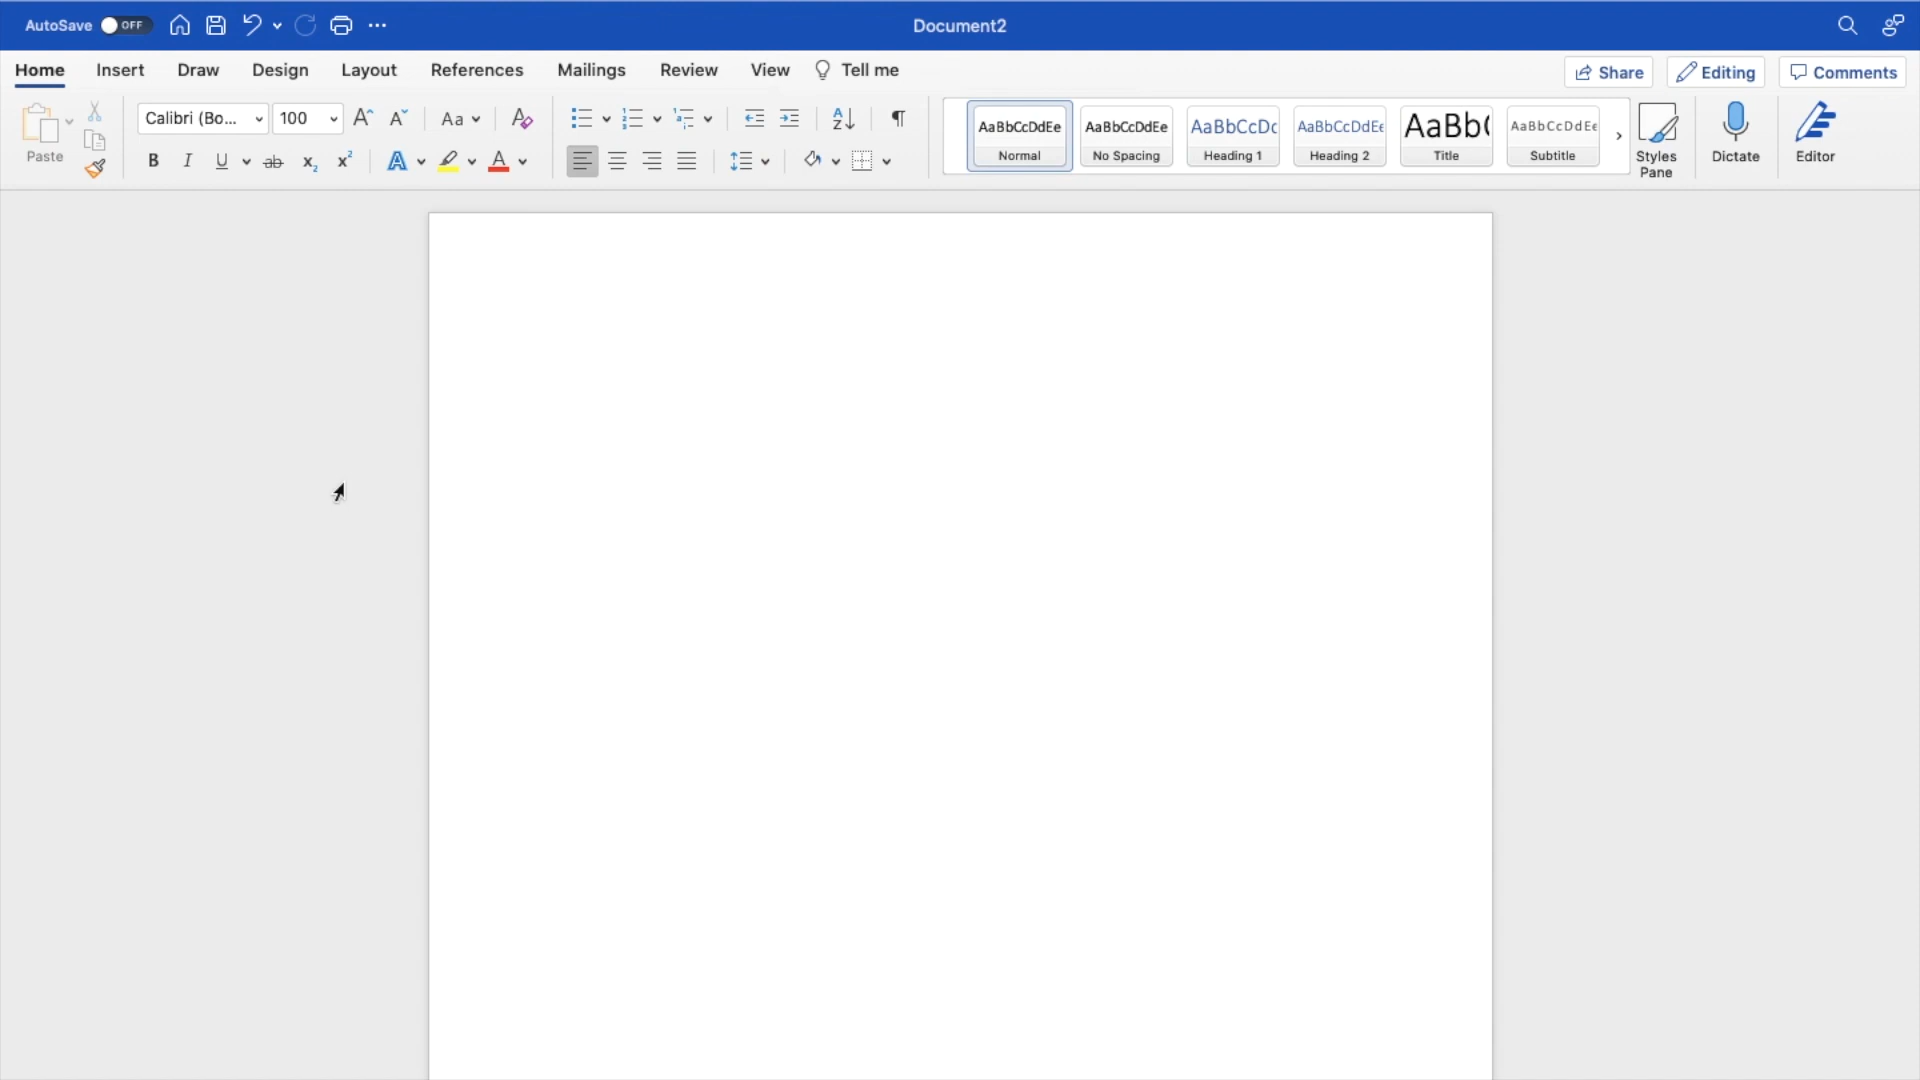 AutoSave OFF Document2
Home Insert Draw Design Layout References Mailings Review View Tell me Share Editing Comments
Paste Calibri (Bo... 100 Aa
AaBbCcDdEe AaBbCcDdEe AaBbCcDc AaBbCcDdEe AaBb( AaBbCcDdEe
Normal No Spacing Heading 1 Heading 2 Title Subtitle
Styles Pane Dictate Editor